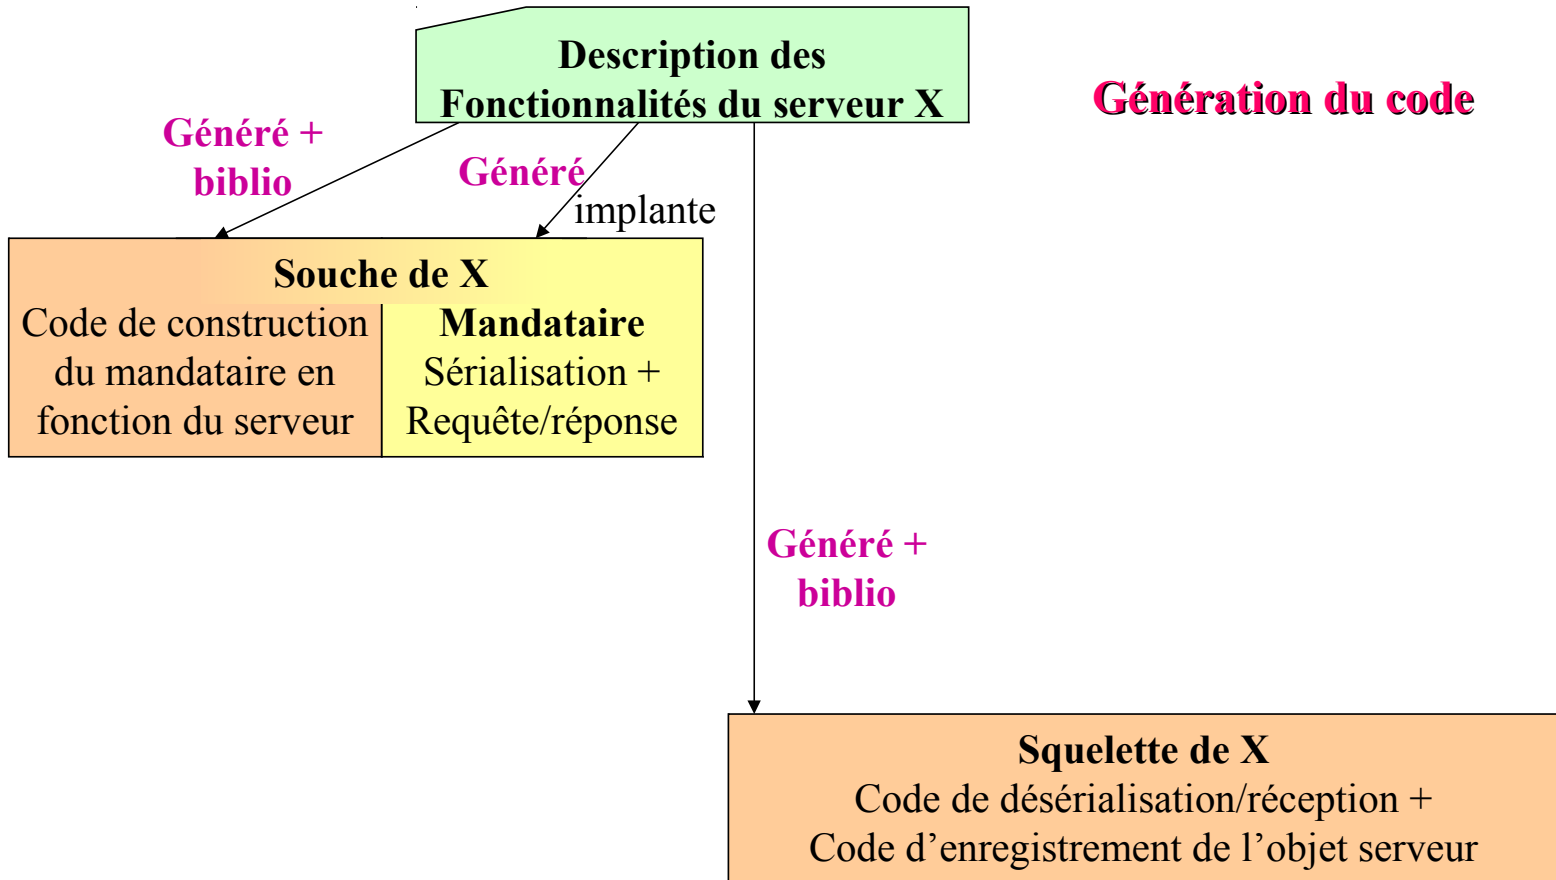 Description des
Fonctionnalités du serveur X
Génération du code
Généré +
biblio
Généré
implante
Souche de X
Code de construction
du mandataire en
fonction du serveur
Mandataire
Sérialisation +
Requête/réponse
Généré +
biblio
Squelette de X
Code de désérialisation/réception +
Code d’enregistrement de l’objet serveur